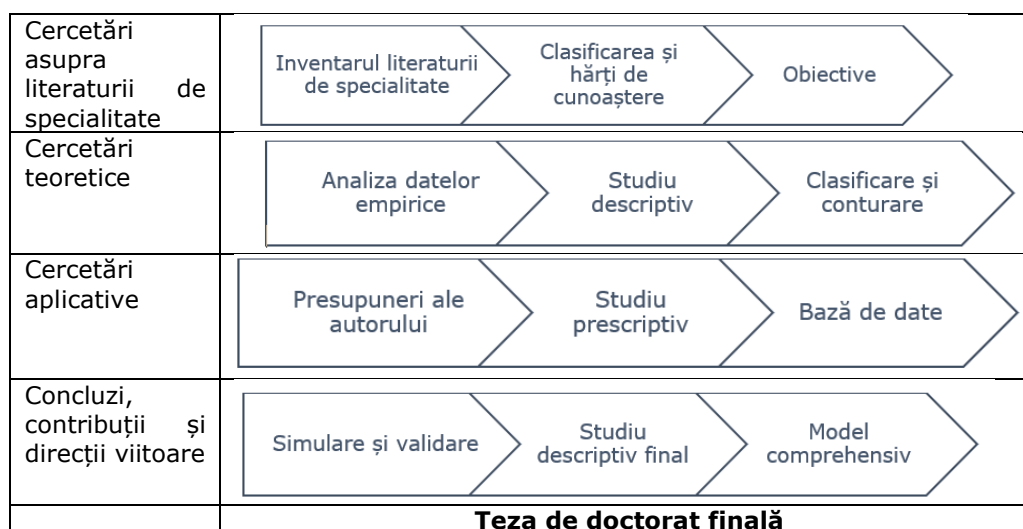 Cercetări
asupra
literaturii de
specialitate
Inventarul literaturii
de specialitate
Clasificarea și
hărți de
cunoaștere
Obiective
Cercetări
teoretice
Analiza datelor
empirice
Studiu
descriptiv
Clasificare și
conturare
Cercetări
aplicative
Presupuneri ale
autorului
Studiu
prescriptiv
Bază de date
Concluzi,
contribuții și
direcții viitoare
Simulare și validare
Studiu
descriptiv final
Model
comprehensiv
Teza de doctorat finală